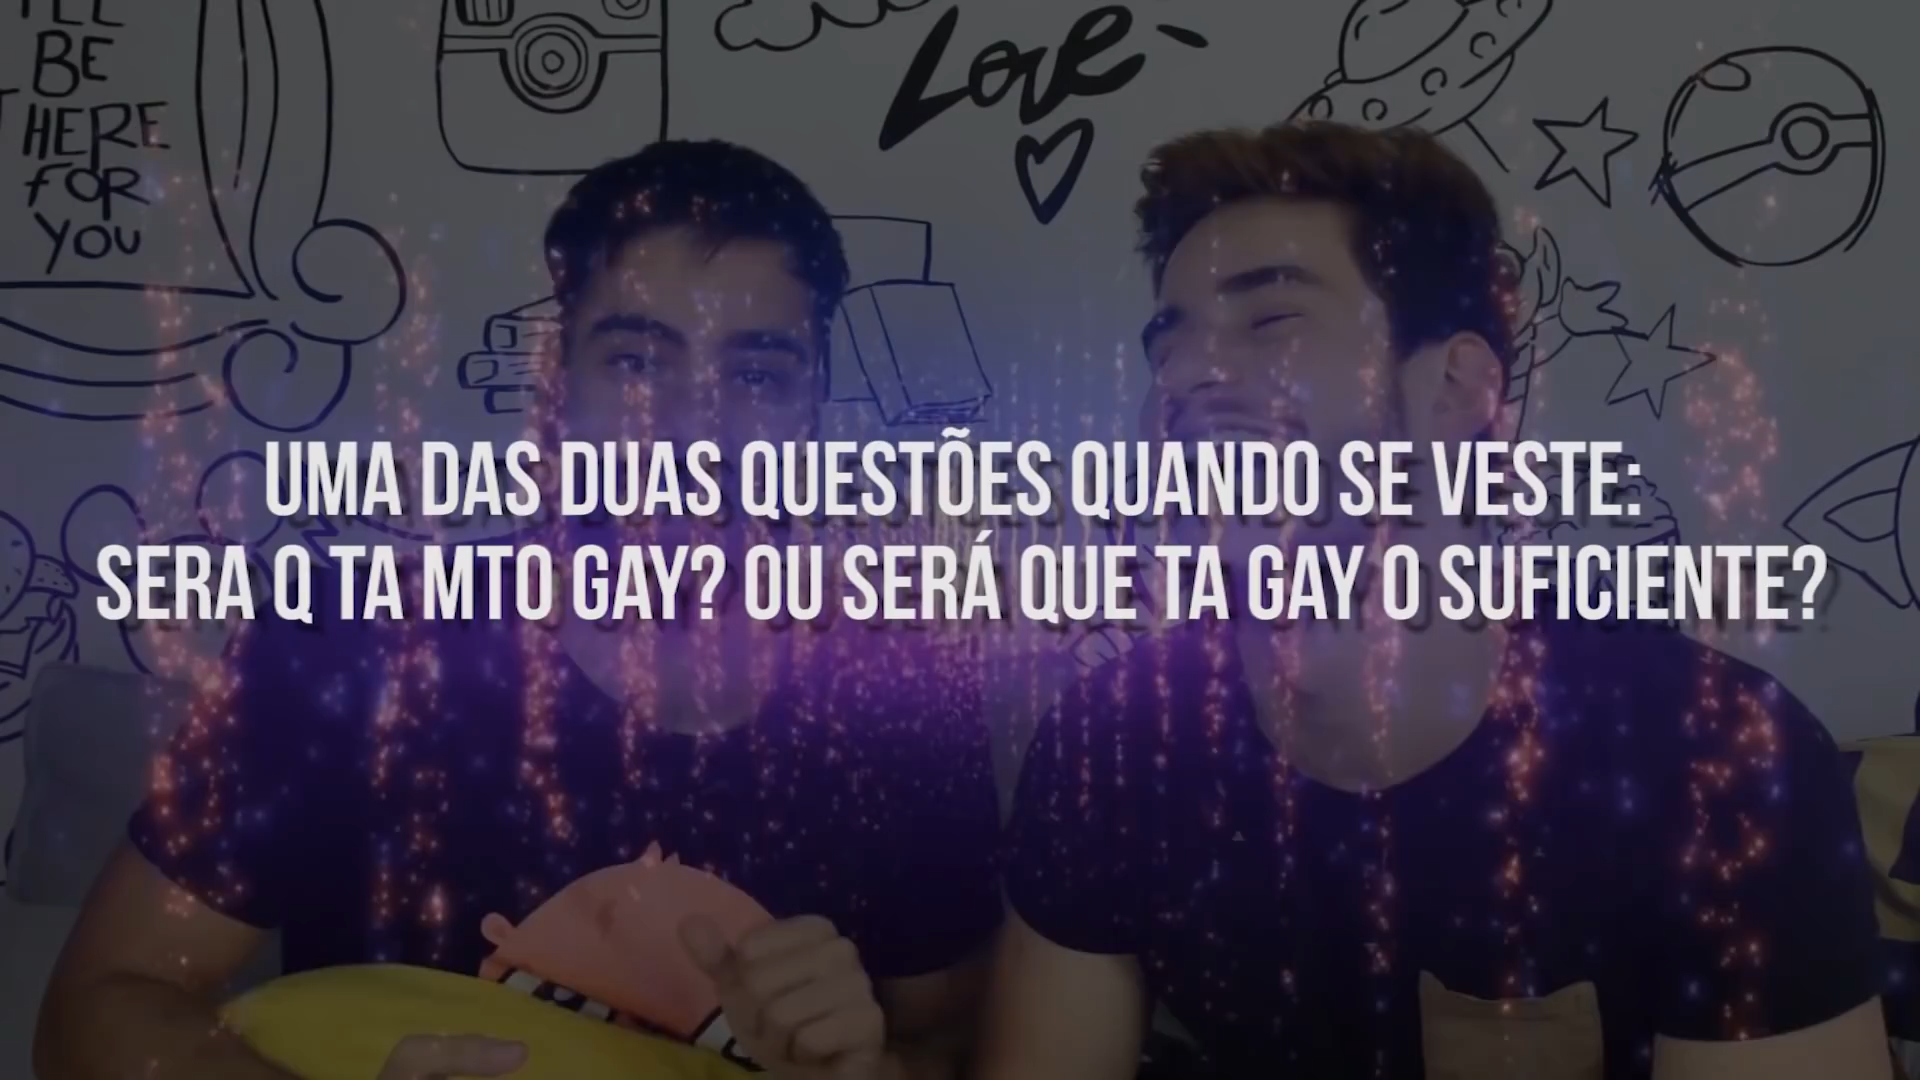 I'LL
BE
THERE
FOR
YOU
Love
UMA DAS DUAS QUESTÕES QUANDO SE VESTE:
SERA Q TA MTO GAY? OU SERÁ QUE TA GAY O SUFICIENTE?